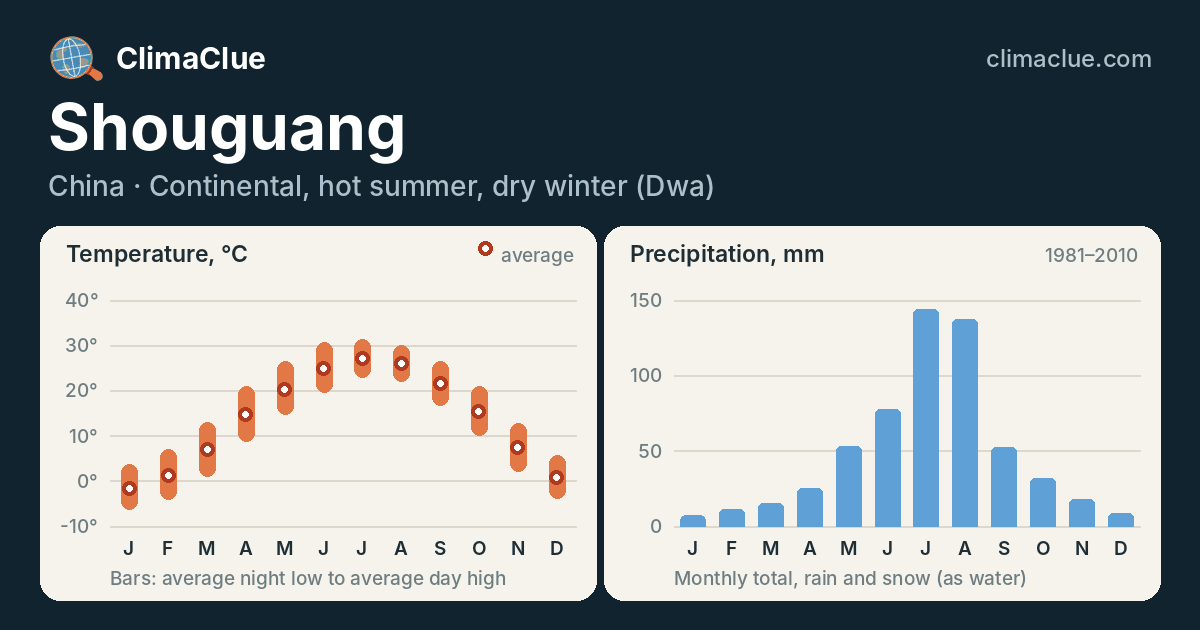 ClimaClue
climaclue.com
Shouguang
China · Continental, hot summer, dry winter (Dwa)
Temperature, °C
average
40°
30°
20°
10°
0°
-10°
J F M A M J J A S O N D
Bars: average night low to average day high
Precipitation, mm
1981–2010
150
100
50
0
J F M A M J J A S O N D
Monthly total, rain and snow (as water)